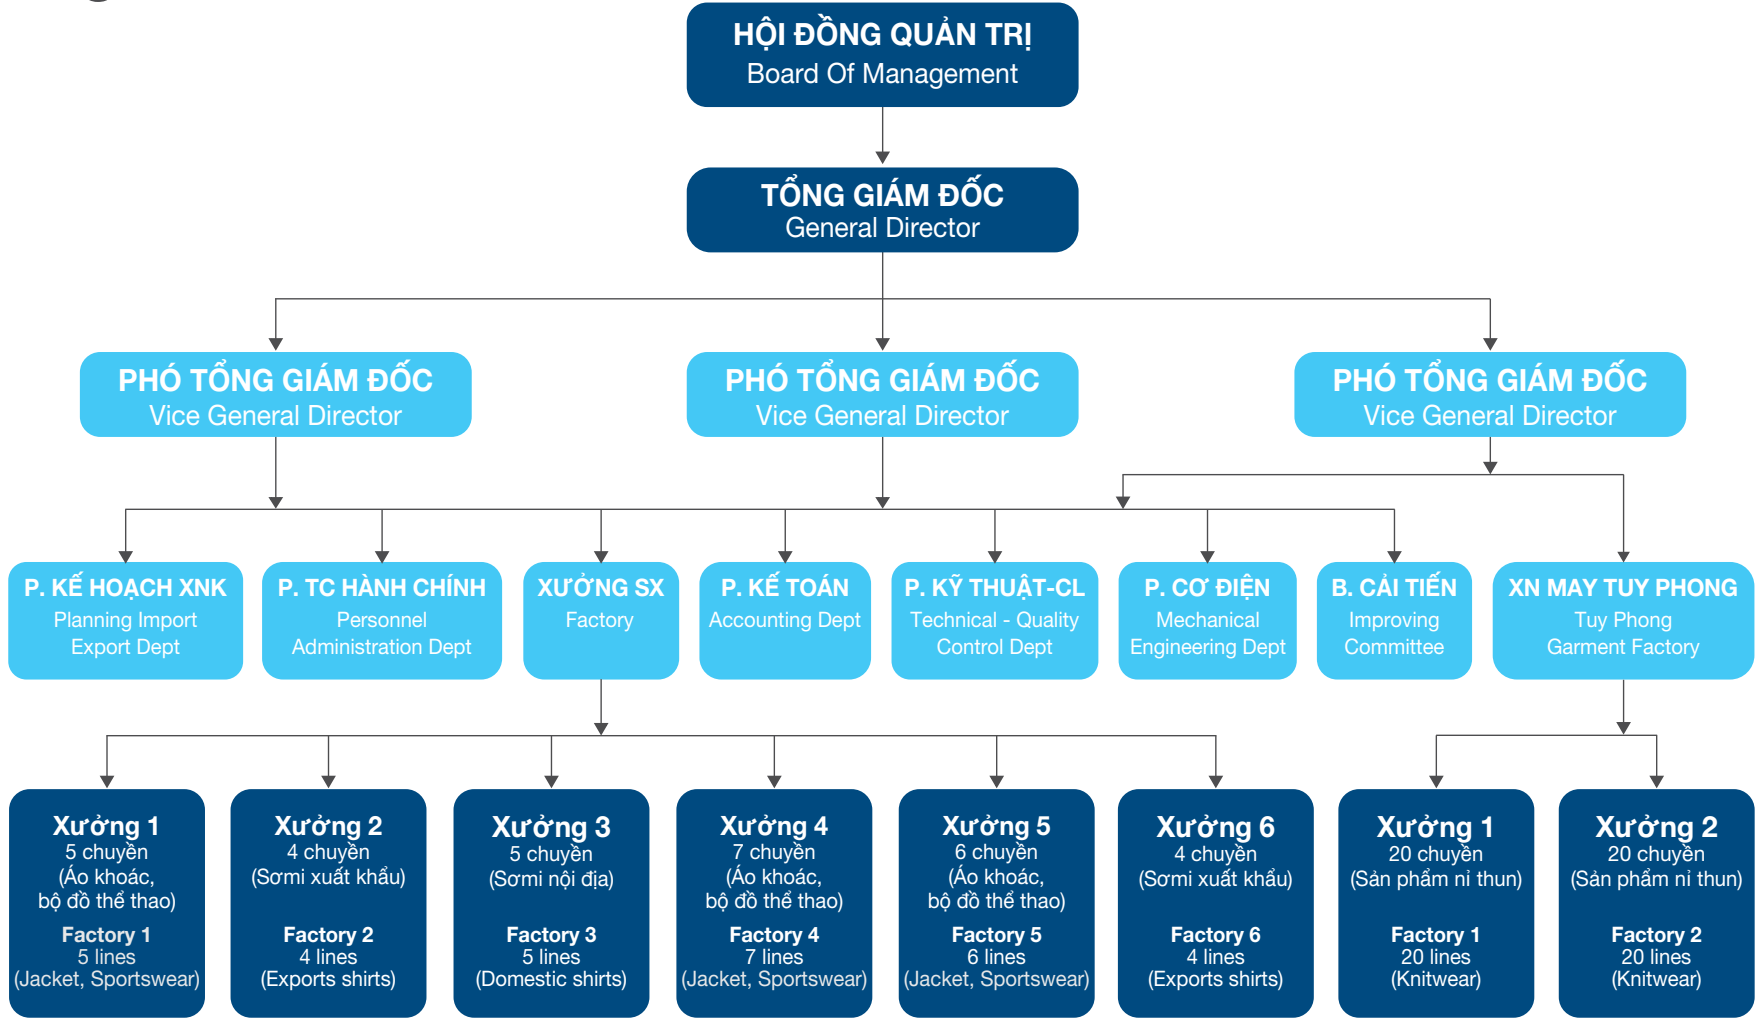 HỘI ĐỒNG QUẢN TRỊ
Board Of Management
TỔNG GIÁM ĐỐC
General Director
PHÓ TỔNG GIÁM ĐỐC
Vice General Director
PHÓ TỔNG GIÁM ĐỐC
Vice General Director
PHÓ TỔNG GIÁM ĐỐC
Vice General Director
P. KẾ HOẠCH XNK
Planning Import
Export Dept
P. TC HÀNH CHÍNH
Personnel
Administration Dept
XƯỞNG SX
Factory
P. KẾ TOÁN
Accounting Dept
P. KỸ THUẬT-CL
Technical - Quality
Control Dept
P. CƠ ĐIỆN
Mechanical
Engineering Dept
B. CẢI TIẾN
Improving
Committee
XN MAY TUY PHONG
Tuy Phong
Garment Factory
Xưởng 1
5 chuyền
(Áo khoác,
bộ đồ thể thao)
Factory 1
5 lines
(Jacket, Sportswear)
Xưởng 2
4 chuyền
(Sơmi xuất khẩu)
Factory 2
4 lines
(Exports shirts)
Xưởng 3
5 chuyền
(Sơmi nội địa)
Factory 3
5 lines
(Domestic shirts)
Xưởng 4
7 chuyền
(Áo khoác,
bộ đồ thể thao)
Factory 4
7 lines
(Jacket, Sportswear)
Xưởng 5
6 chuyền
(Áo khoác,
bộ đồ thể thao)
Factory 5
6 lines
(Jacket, Sportswear)
Xưởng 6
4 chuyền
(Sơmi xuất khẩu)
Factory 6
4 lines
(Exports shirts)
Xưởng 1
20 chuyền
(Sản phẩm nỉ thun)
Factory 1
20 lines
(Knitwear)
Xưởng 2
20 chuyền
(Sản phẩm nỉ thun)
Factory 2
20 lines
(Knitwear)